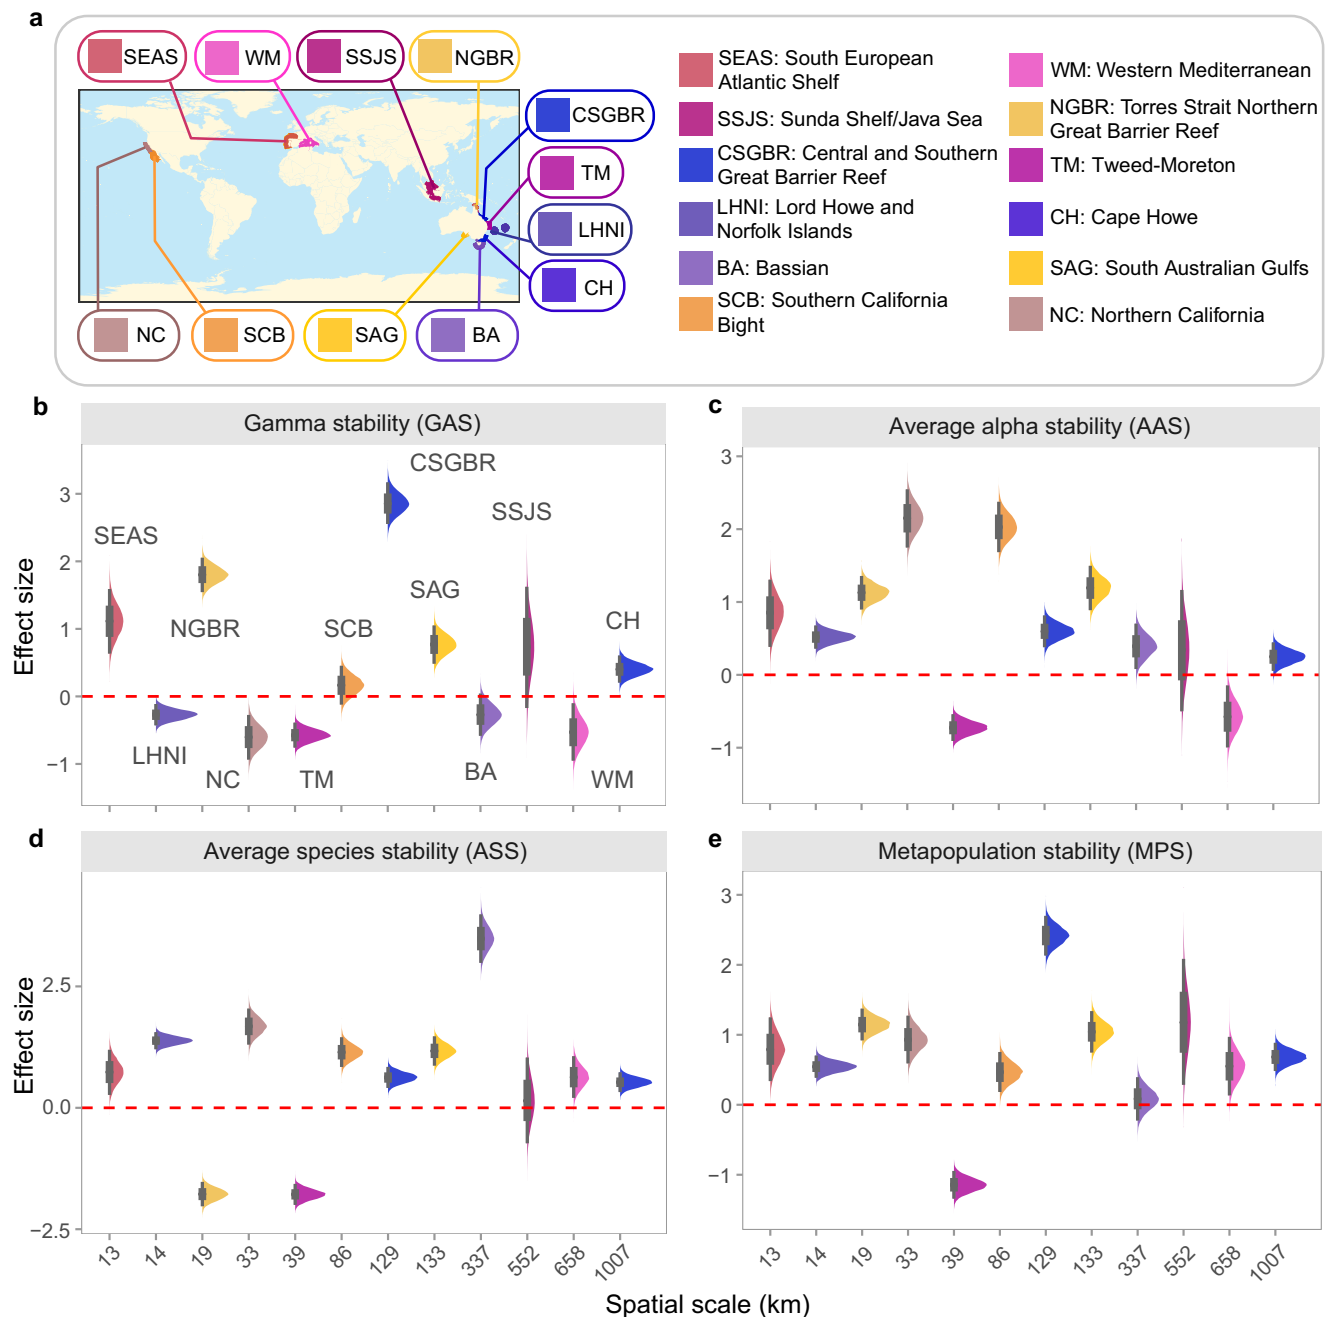 a
SEAS
WM
SSJS
NGBR
CSGBR
TM
LHNI
CH
NC
SCB
SAG
BA
SEAS: South European
Atlantic Shelf
SSJS: Sunda Shelf/Java Sea
CSGBR: Central and Southern
Great Barrier Reef
LHNI: Lord Howe and
Norfolk Islands
BA: Bassian
SCB: Southern California
Bight
WM: Western Mediterranean
NGBR: Torres Strait Northern
Great Barrier Reef
TM: Tweed-Moreton
CH: Cape Howe
SAG: South Australian Gulfs
NC: Northern California
b
Gamma stability (GAS)
Effect size
3
2
1
0
−1
SEAS
LHNI
NGBR
NC
TM
SCB
CSGBR
SAG
BA
SSJS
WM
CH
c
Average alpha stability (AAS)
3
2
1
0
−1
d
Average species stability (ASS)
Effect size
2.5
0.0
−2.5
13
14
19
33
39
86
129
133
337
552
658
1007
e
Metapopulation stability (MPS)
3
2
1
0
−1
13
14
19
33
39
86
129
133
337
552
658
1007
Spatial scale (km)